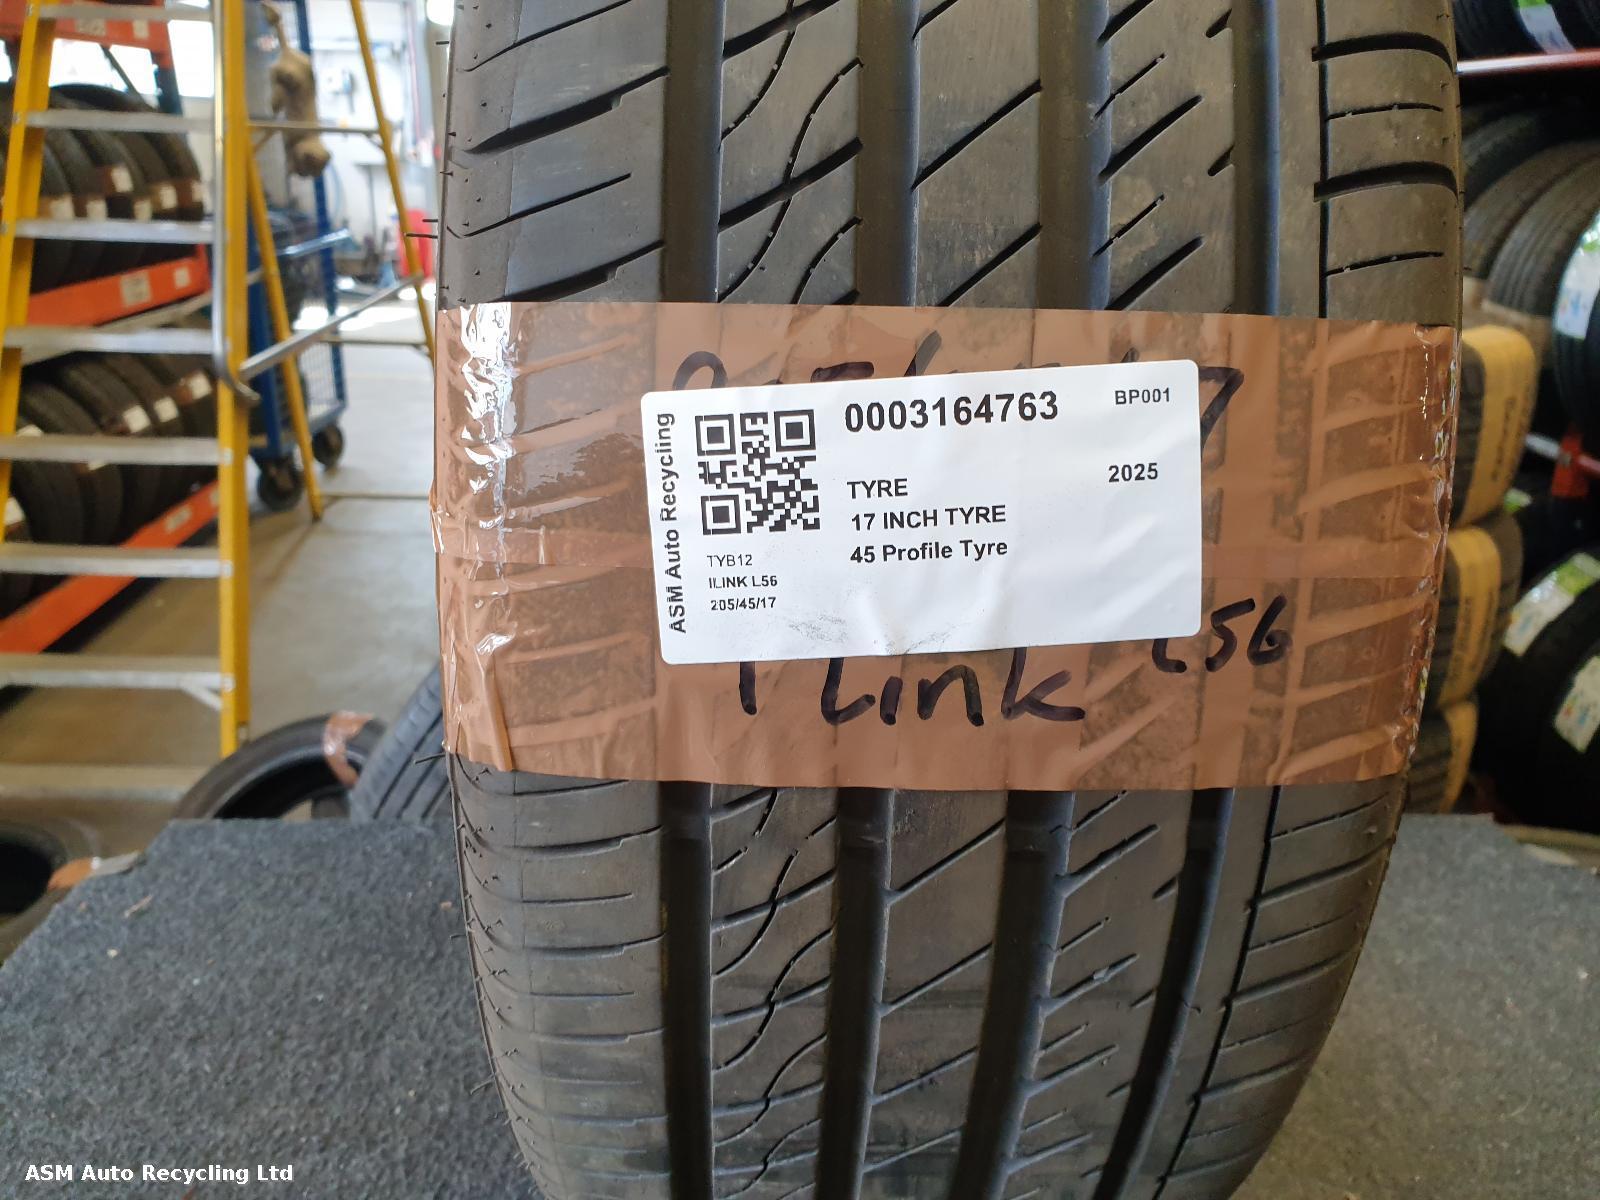 0003164763
BP001
ASM Auto Recycling
TYRE
2025
17 INCH TYRE
45 Profile Tyre
TYB12
ILINK L56
205/45/17
L56
ILink
ASM Auto Recycling Ltd